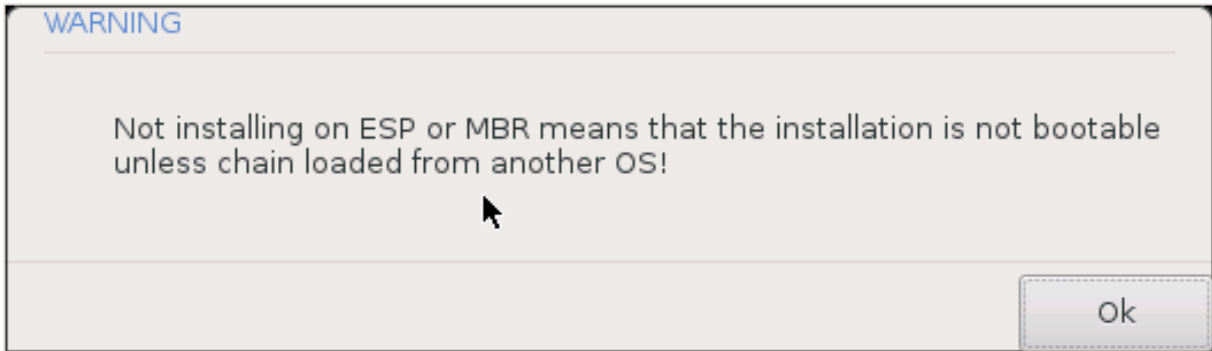 WARNING
Not installing on ESP or MBR means that the installation is not bootable
unless chain loaded from another OS!
Ok